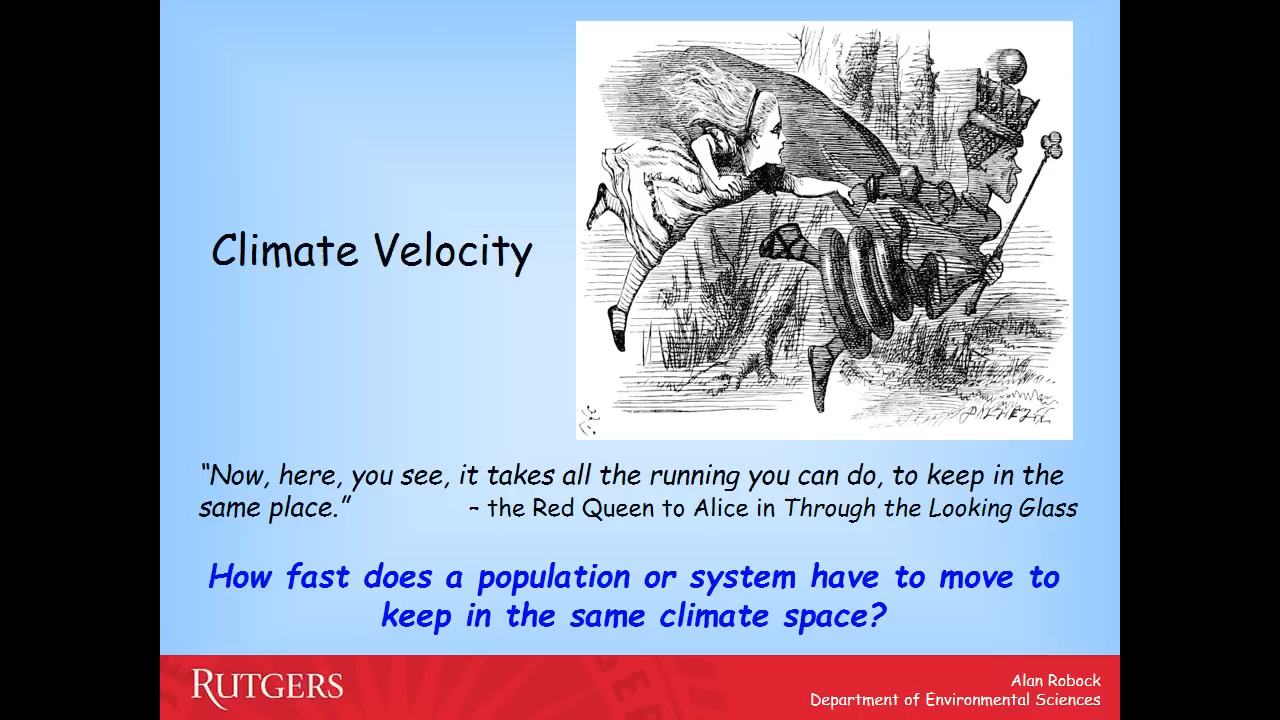 Climate Velocity
“Now, here, you see, it takes all the running you can do, to keep in the
same place.” – the Red Queen to Alice in Through the Looking Glass
How fast does a population or system have to move to
keep in the same climate space?
RUTGERS
Alan Robock
Department of Environmental Sciences